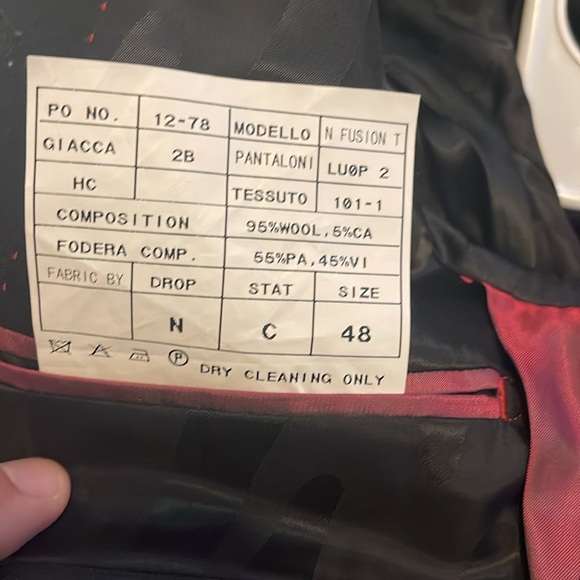 PO NO. 12-78 MODELLO N FUSION T
GIACCA 2B PANTALONI LU0P 2
HC TESSUTO 101-1
COMPOSITION 95%WOOL,5%CA
FODERA COMP. 55%PA,45%VI
FABRIC BY DROP STAT SIZE
N C 48
P DRY CLEANING ONLY